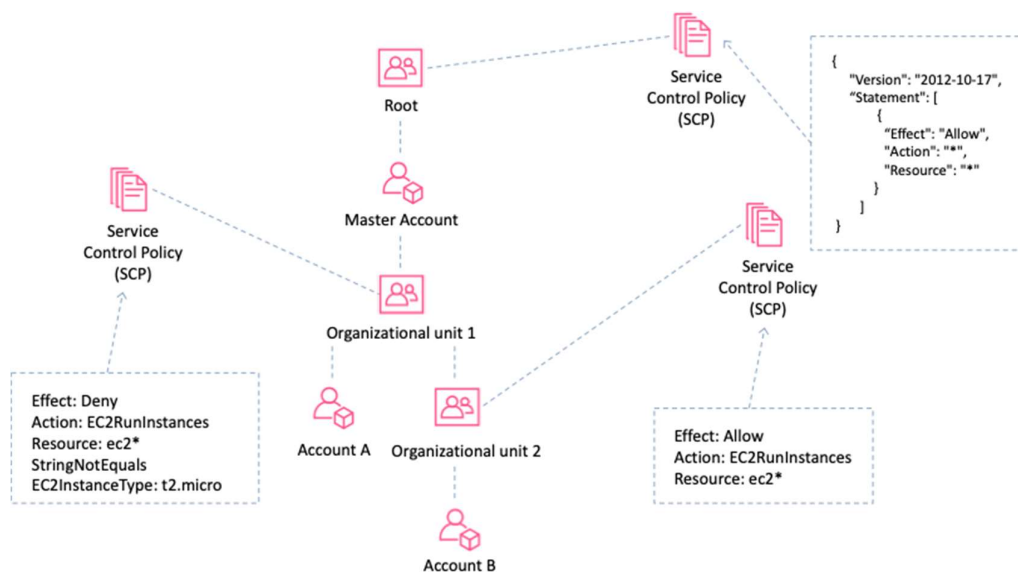 Root
Service
Control Policy
(SCP)
{
"Version": "2012-10-17",
“Statement": [
{
“Effect": "Allow",
"Action": "*",
"Resource": "*"
}
]
}
Master Account
Service
Control Policy
(SCP)
Service
Control Policy
(SCP)
Organizational unit 1
Effect: Deny
Action: EC2RunInstances
Resource: ec2*
StringNotEquals
EC2InstanceType: t2.micro
Account A
Organizational unit 2
Effect: Allow
Action: EC2RunInstances
Resource: ec2*
Account B